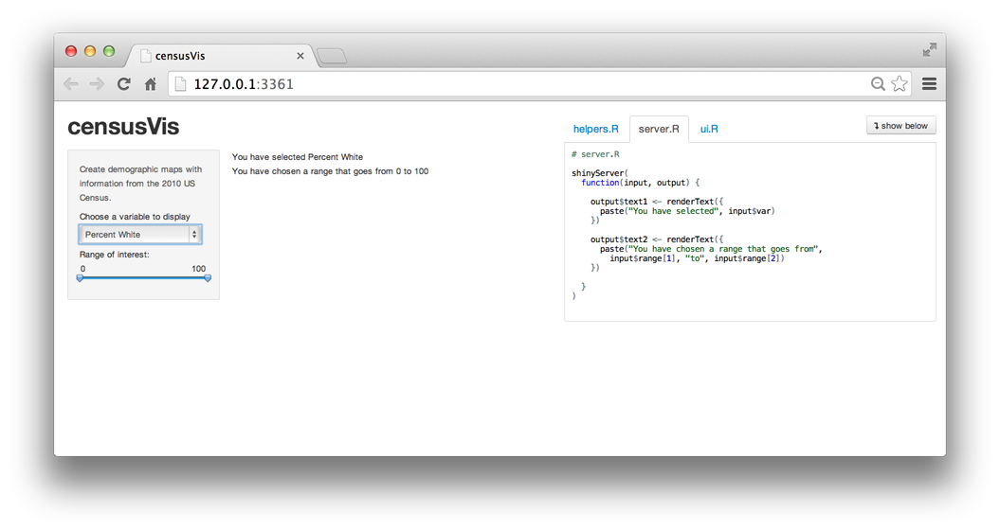 censusVis
127.0.0.1:3361
censusVis
Create demographic maps with
information from the 2010 US
Census.
Choose a variable to display
Percent White
Range of interest:
0 100
You have selected Percent White
You have chosen a range that goes from 0 to 100
helpers.R server.R ui.R
show below
# server.R
shinyServer(
function(input, output) {
output$text1 <- renderText({
paste("You have selected", input$var)
})
output$text2 <- renderText({
paste("You have chosen a range that goes from",
input$range[1], "to", input$range[2])
})
}
)